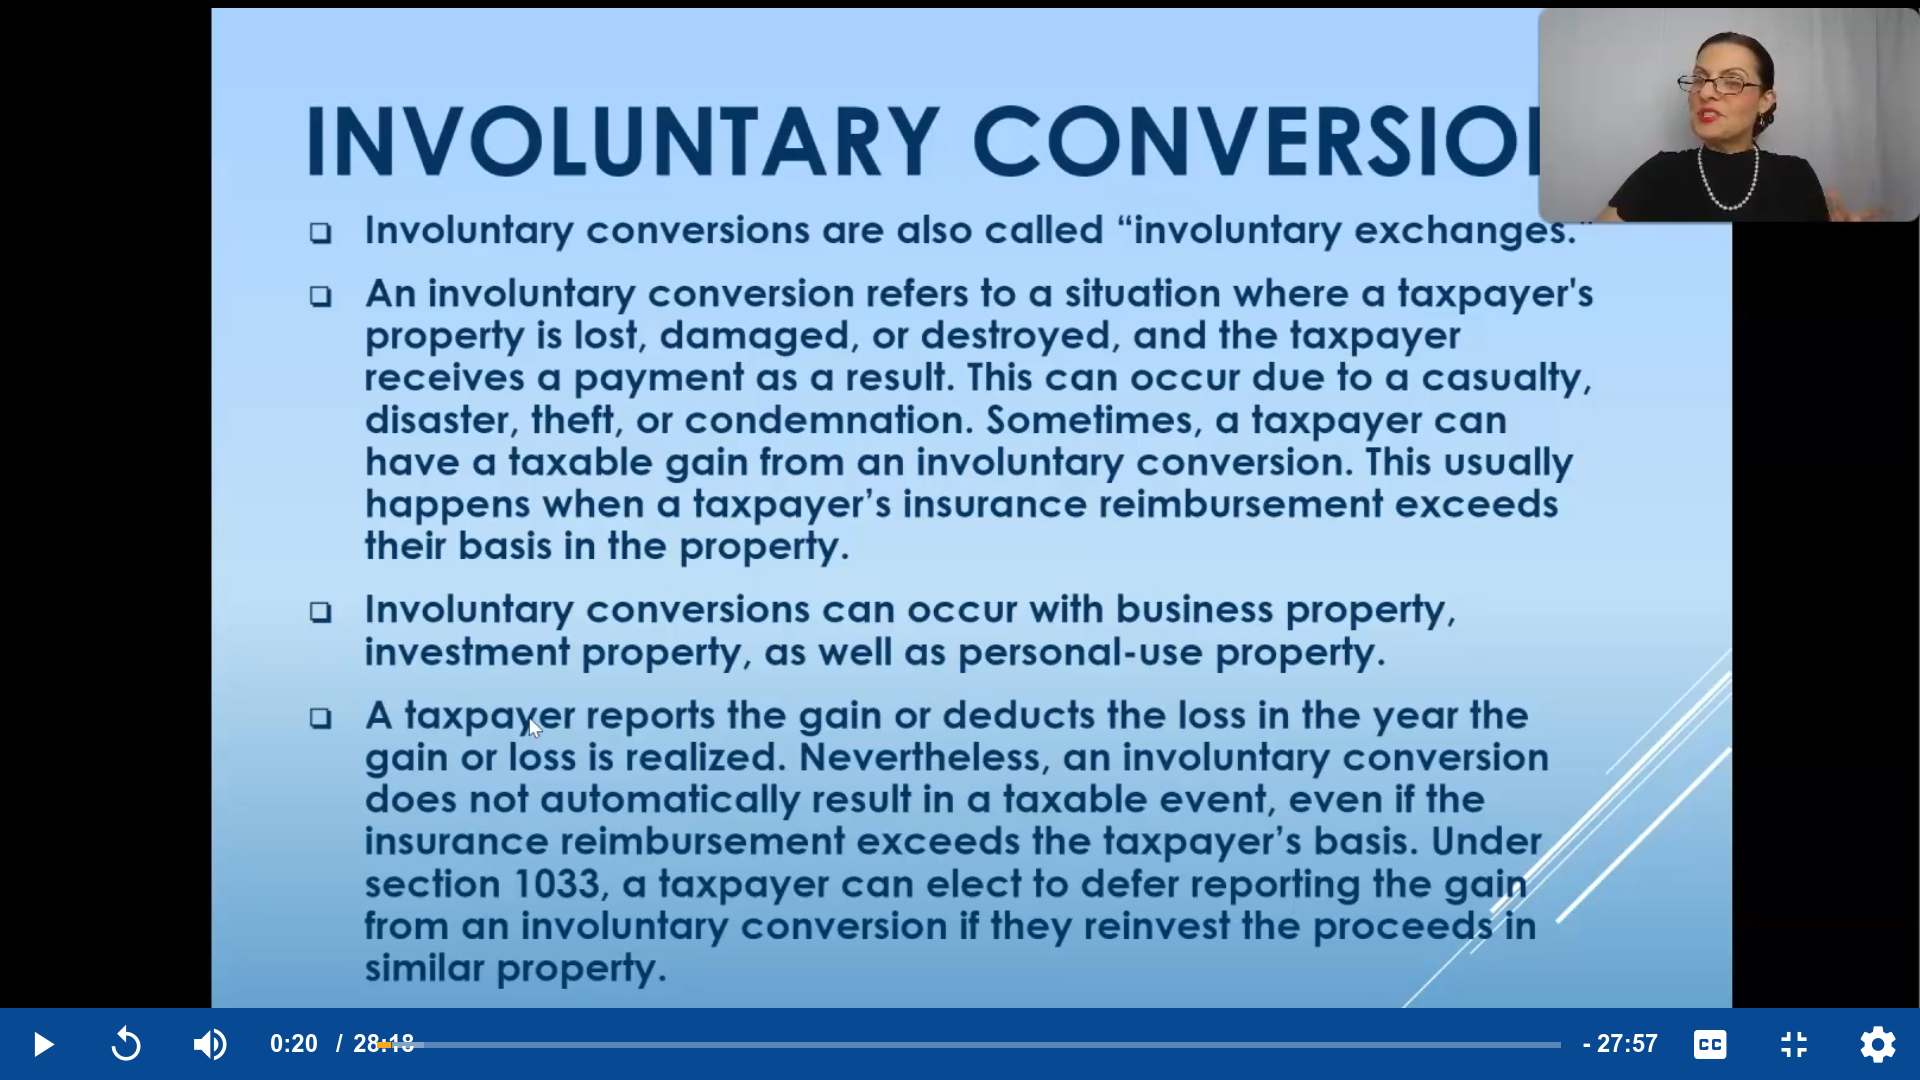 INVOLUNTARY CONVERSIO
❑ Involuntary conversions are also called “involuntary exchanges.”
❑ An involuntary conversion refers to a situation where a taxpayer's
property is lost, damaged, or destroyed, and the taxpayer
receives a payment as a result. This can occur due to a casualty,
disaster, theft, or condemnation. Sometimes, a taxpayer can
have a taxable gain from an involuntary conversion. This usually
happens when a taxpayer’s insurance reimbursement exceeds
their basis in the property.
❑ Involuntary conversions can occur with business property,
investment property, as well as personal-use property.
❑ A taxpayer reports the gain or deducts the loss in the year the
gain or loss is realized. Nevertheless, an involuntary conversion
does not automatically result in a taxable event, even if the
insurance reimbursement exceeds the taxpayer’s basis. Under
section 1033, a taxpayer can elect to defer reporting the gain
from an involuntary conversion if they reinvest the proceeds in
similar property.
0:20 / 28:18 - 27:57 CC